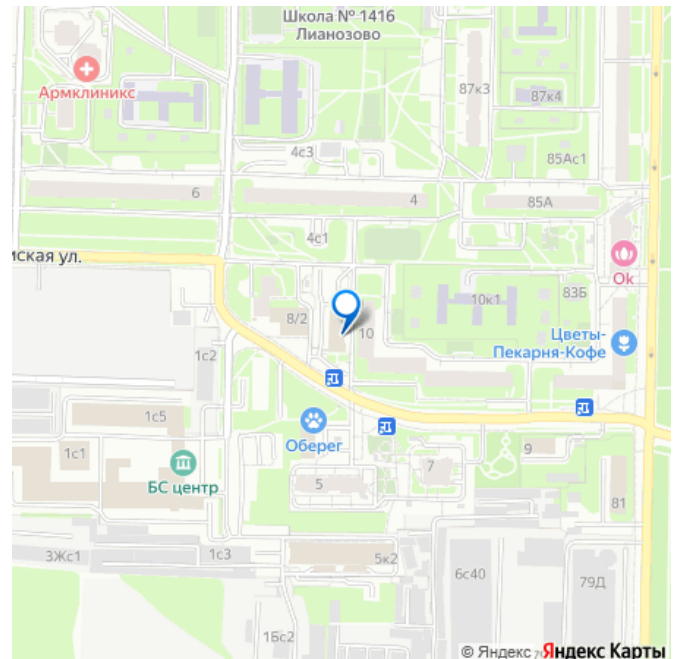 Школа № 1416
Лианозово
Армклиникс
87к3
87к4
4с3
85Ас1
6
4
85А
4с1
иская ул.
Ok
10к1
83Б
8/2
10
Цветы-
Пекарня-Кофе
1с2
1с5
Оберег
1с1
БС центр
7
9
5
81
3Жс1
1с3
5к2
6с40
79Д
1Бс2
© Яндекс
Яндекс Карты